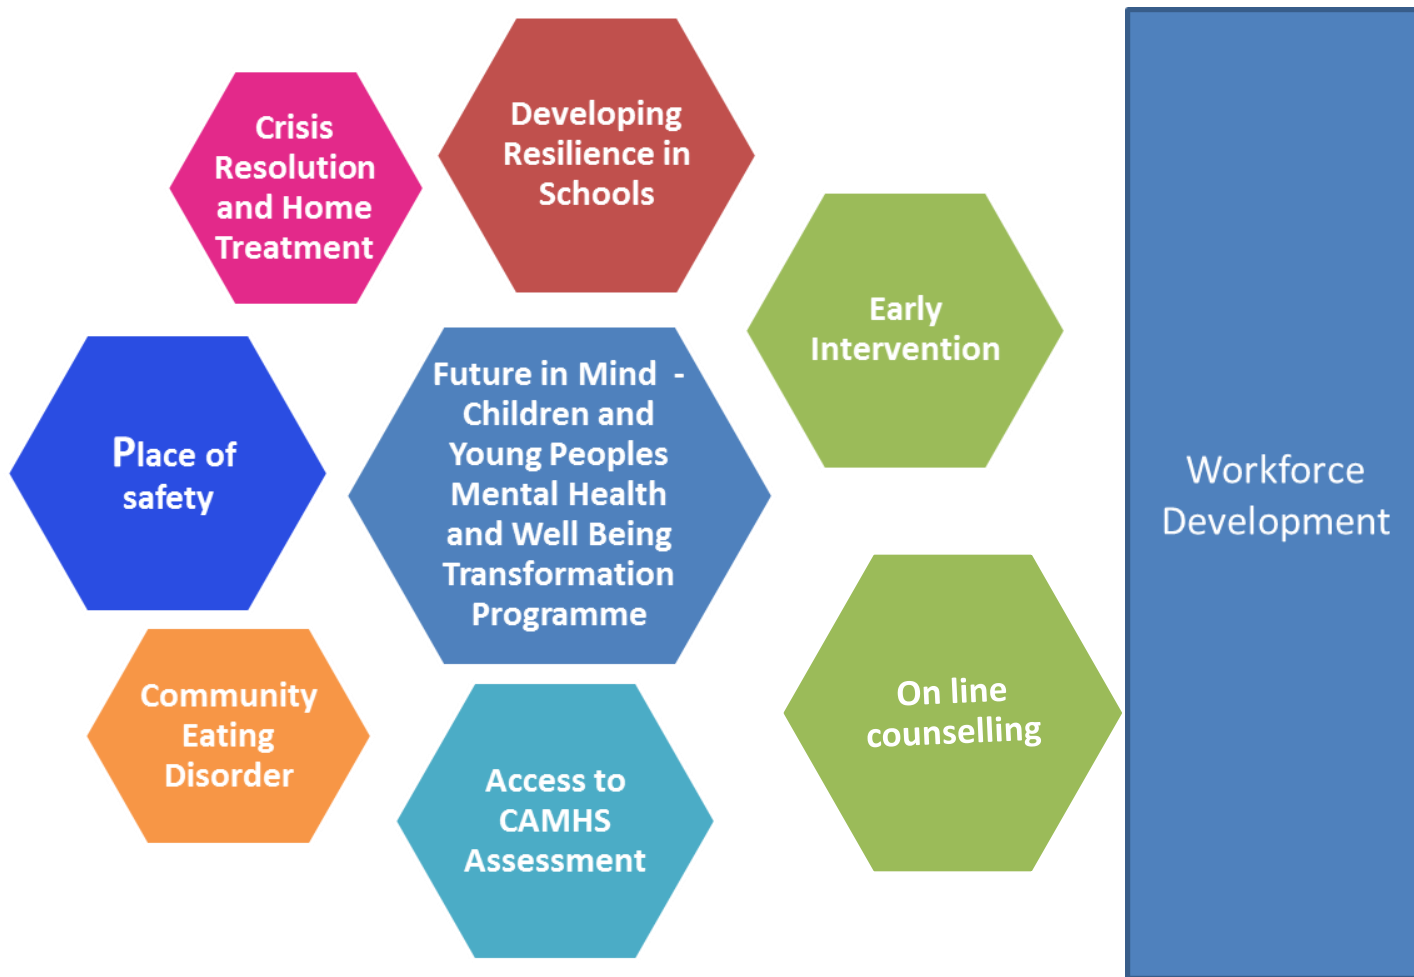 Crisis
Resolution
and Home
Treatment
Developing
Resilience in
Schools
Early
Intervention
Future in Mind  -
Children and
Young Peoples
Mental Health
and Well Being
Transformation
Programme
Place of
safety
Workforce
Development
Community
Eating
Disorder
On line
counselling
Access to
CAMHS
Assessment